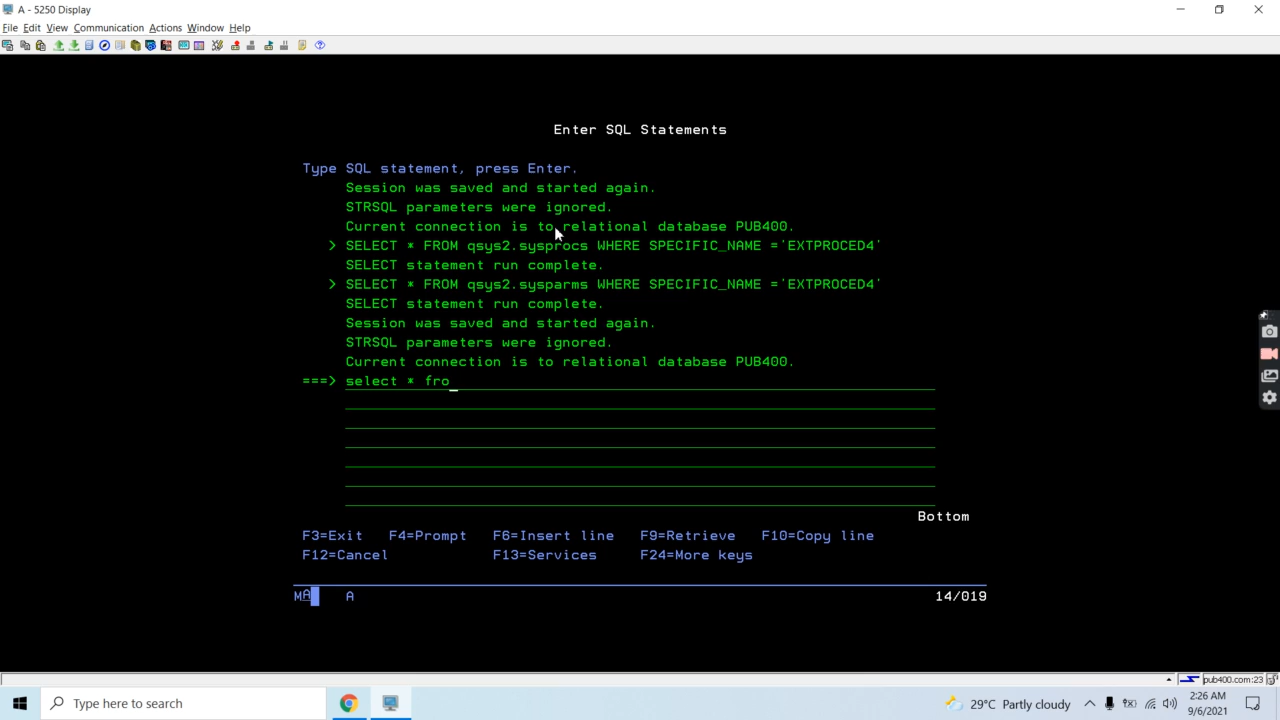 A - 5250 Display
File Edit View Communication Actions Window Help
Enter SQL Statements
Type SQL statement, press Enter.
Session was saved and started again.
STRSQL parameters were ignored.
Current connection is to relational database PUB400.
> SELECT * FROM qsys2.sysprocs WHERE SPECIFIC_NAME ='EXTPROCED4'
SELECT statement run complete.
> SELECT * FROM qsys2.sysparms WHERE SPECIFIC_NAME ='EXTPROCED4'
SELECT statement run complete.
Session was saved and started again.
STRSQL parameters were ignored.
Current connection is to relational database PUB400.
===> select * fro_
Bottom
F3=Exit F4=Prompt F6=Insert line F9=Retrieve F10=Copy line
F12=Cancel F13=Services F24=More keys
MA A 14/019
pub400.com:23
Type here to search
29°C Partly cloudy
2:26 AM
9/6/2021